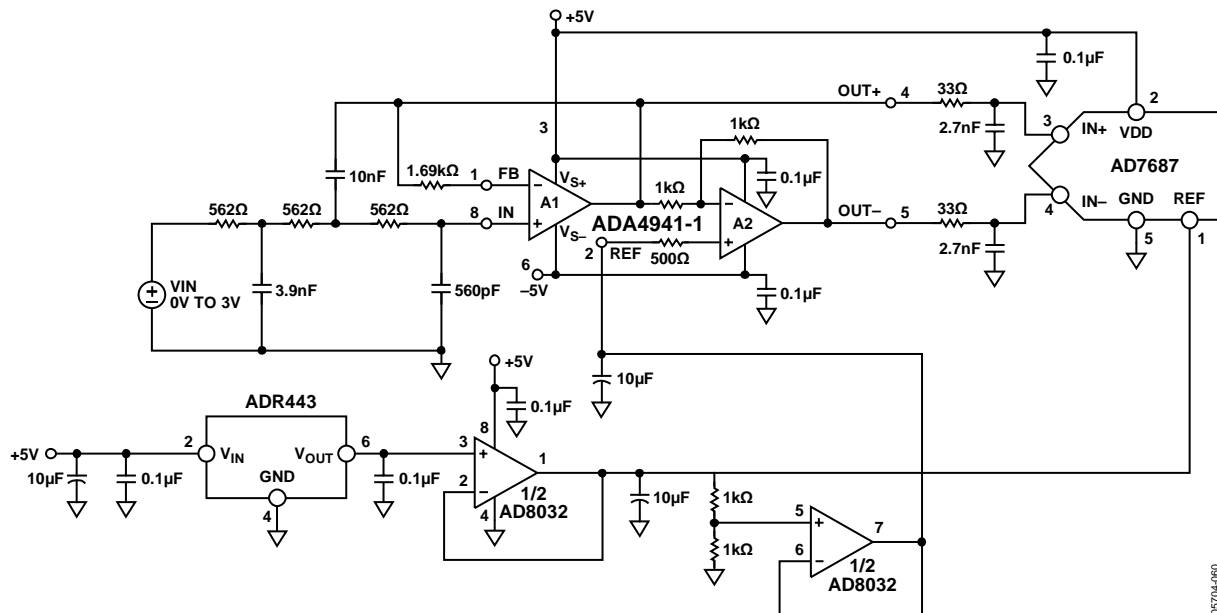 +5V
0.1µF
2
OUT+ 4
33Ω
3
IN+
VDD
2.7nF
AD7687
3
1kΩ
10nF
1.69kΩ
1
FB
VS+
0.1µF
A1
1kΩ
A2
562Ω
562Ω
562Ω
8
IN
ADA4941-1
OUT–
5
33Ω
4
IN–
GND
REF
VS–
2
REF
500Ω
2.7nF
5
1
6
–5V
VIN
0V TO 3V
3.9nF
560pF
0.1µF
+5V
10µF
ADR443
0.1µF
8
+5V
2
VIN
VOUT
6
3
+
1
10µF
0.1µF
GND
0.1µF
2
–
10µF
1kΩ
4
4
1/2
AD8032
5
+
7
1kΩ
6
–
1/2
AD8032
06704-060